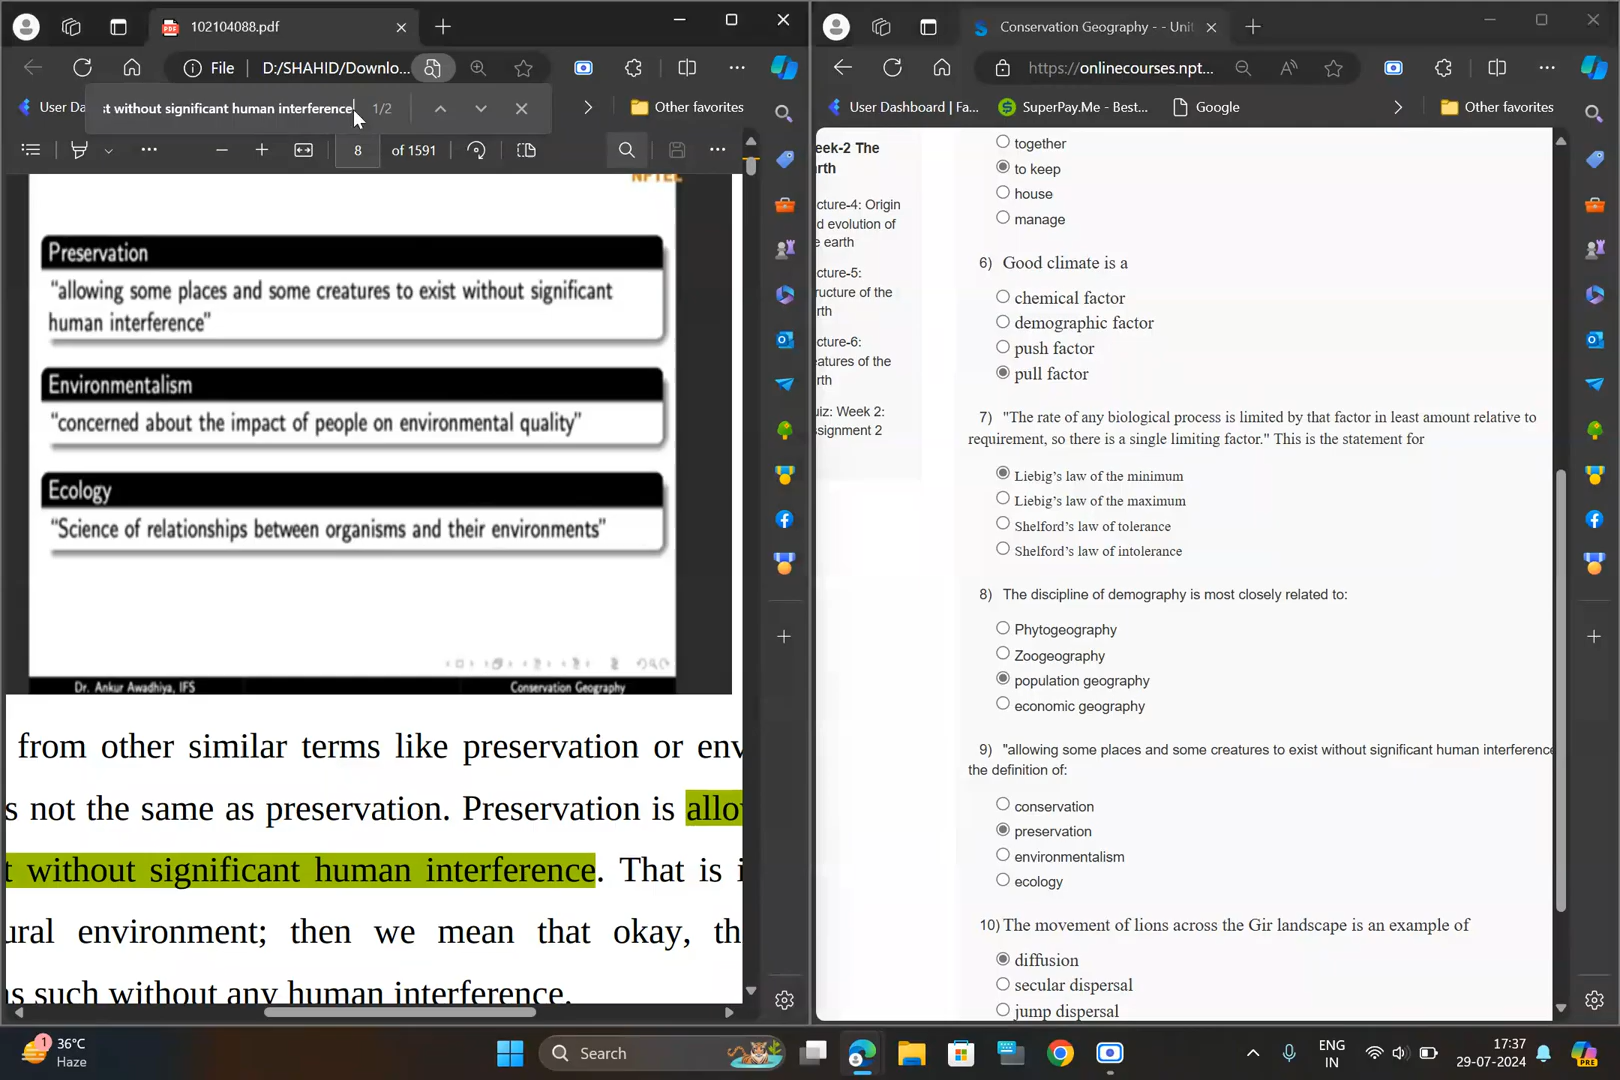 102104088.pdf
File
D:/SHAHID/Downlo...
User Da
t without significant human interference
1/2
Other favorites
8
of 1591
NPTEL
Preservation
"allowing some places and some creatures to exist without significant
human interference"
Environmentalism
"concerned about the impact of people on environmental quality"
Ecology
"Science of relationships between organisms and their environments"
Dr. Ankur Awadhiya, IFS
Conservation Geography
from other similar terms like preservation or env
s not the same as preservation. Preservation is allo
t without significant human interference. That is i
ural environment; then we mean that okay, th
s such without any human interference.
Conservation Geography - - Unit
https://onlinecourses.npt...
User Dashboard | Fa...
SuperPay.Me - Best...
Google
Other favorites
eek-2 The
rth
cture-4: Origin
d evolution of
e earth
cture-5:
ructure of the
rth
cture-6:
eatures of the
rth
uiz: Week 2:
ssignment 2
together
to keep
house
manage
6) Good climate is a
chemical factor
demographic factor
push factor
pull factor
7) "The rate of any biological process is limited by that factor in least amount relative to
requirement, so there is a single limiting factor." This is the statement for
Liebig's law of the minimum
Liebig's law of the maximum
Shelford's law of tolerance
Shelford's law of intolerance
8) The discipline of demography is most closely related to:
Phytogeography
Zoogeography
population geography
economic geography
9) "allowing some places and some creatures to exist without significant human interference
the definition of:
conservation
preservation
environmentalism
ecology
10) The movement of lions across the Gir landscape is an example of
diffusion
secular dispersal
jump dispersal
1
36°C
Haze
Search
ENG
IN
17:37
29-07-2024
PRE